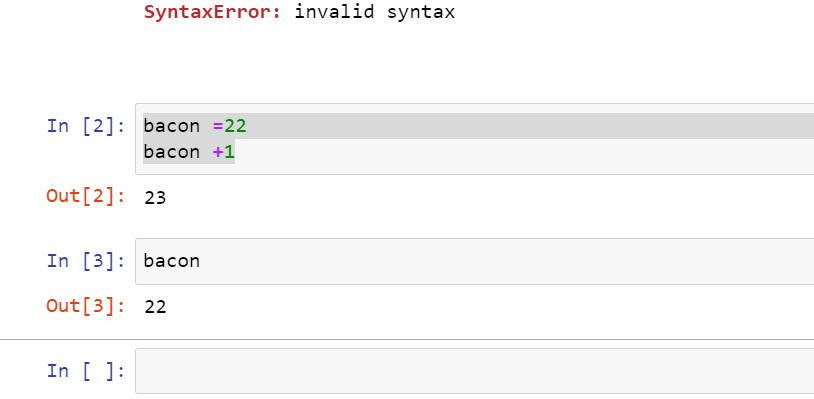 SyntaxError: invalid syntax
In [2]: bacon =22
bacon +1
Out[2]: 23
In [3]: bacon
Out[3]: 22
In [ ]: